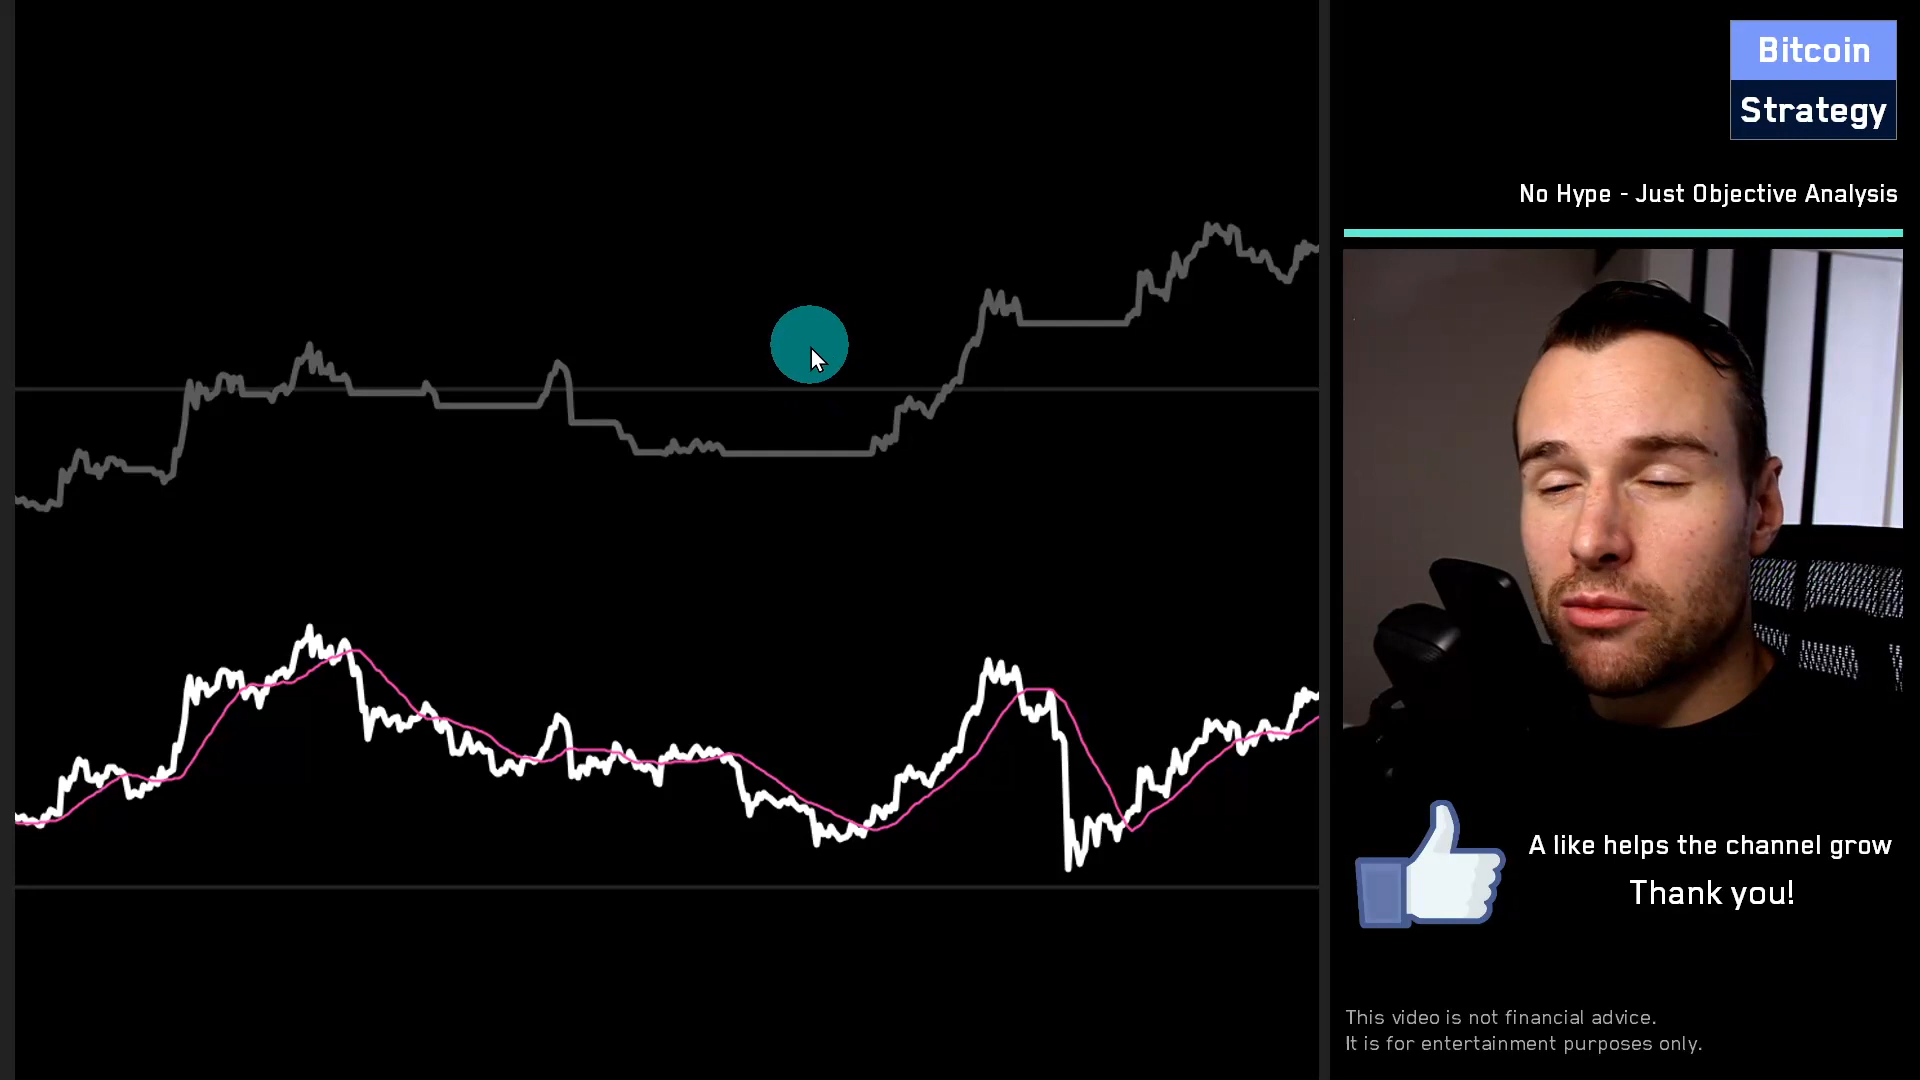 Bitcoin
Strategy
No Hype - Just Objective Analysis
A like helps the channel grow
Thank you!
This video is not financial advice.
It is for entertainment purposes only.